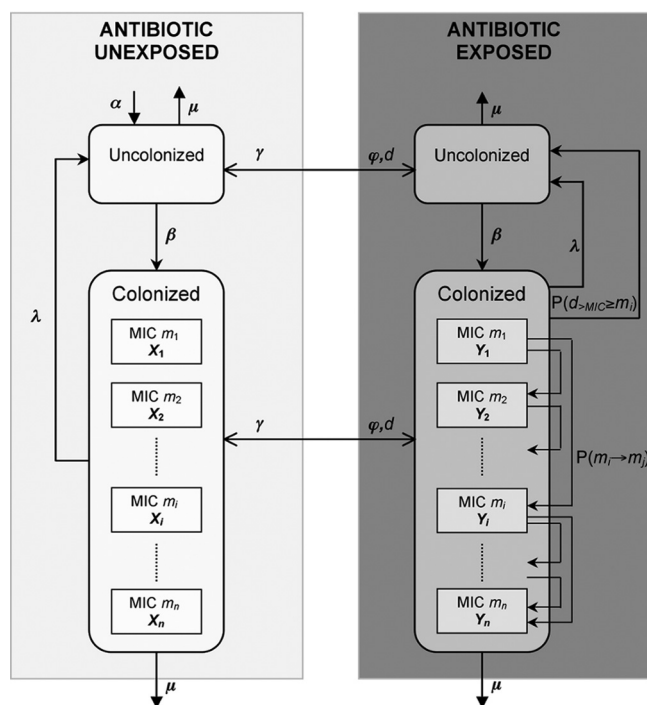 ANTIBIOTIC
UNEXPOSED
α
μ
Uncolonized
γ
β
λ
Colonized
MIC m₁
X₁
MIC m₂
X₂
γ
MIC mᵢ
Xᵢ
MIC mₙ
Xₙ
μ
ANTIBIOTIC
EXPOSED
μ
Uncolonized
φ,d
β
λ
Colonized
P(d>MIC≥mᵢ)
MIC m₁
Y₁
MIC m₂
Y₂
φ,d
P(mᵢ→mⱼ)
MIC mᵢ
Yᵢ
MIC mₙ
Yₙ
μ